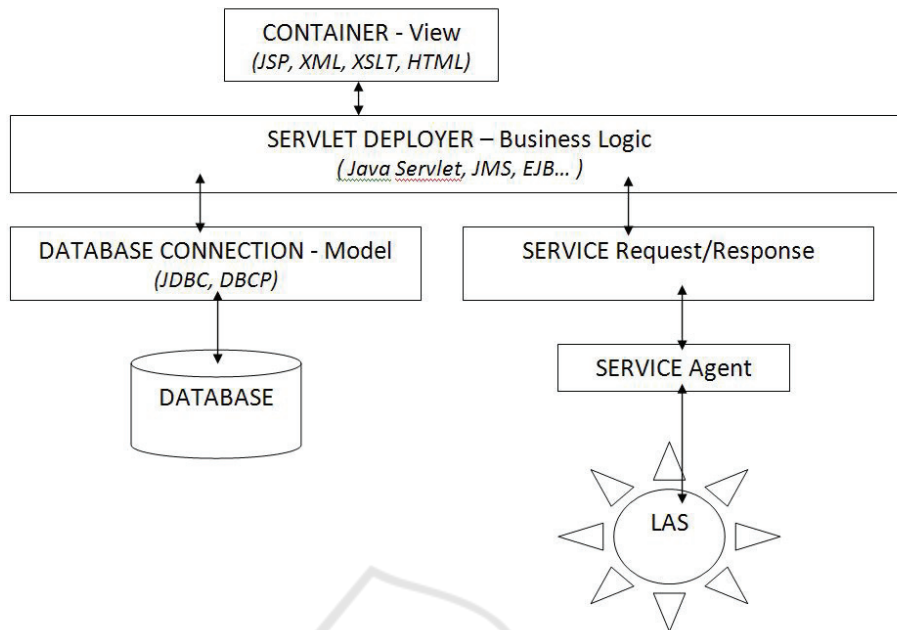 CONTAINER - View
(JSP, XML, XSLT, HTML)
SERVLET DEPLOYER – Business Logic
( Java Servlet, JMS, EJB... )
DATABASE CONNECTION - Model
(JDBC, DBCP)
SERVICE Request/Response
SERVICE Agent
DATABASE
LAS